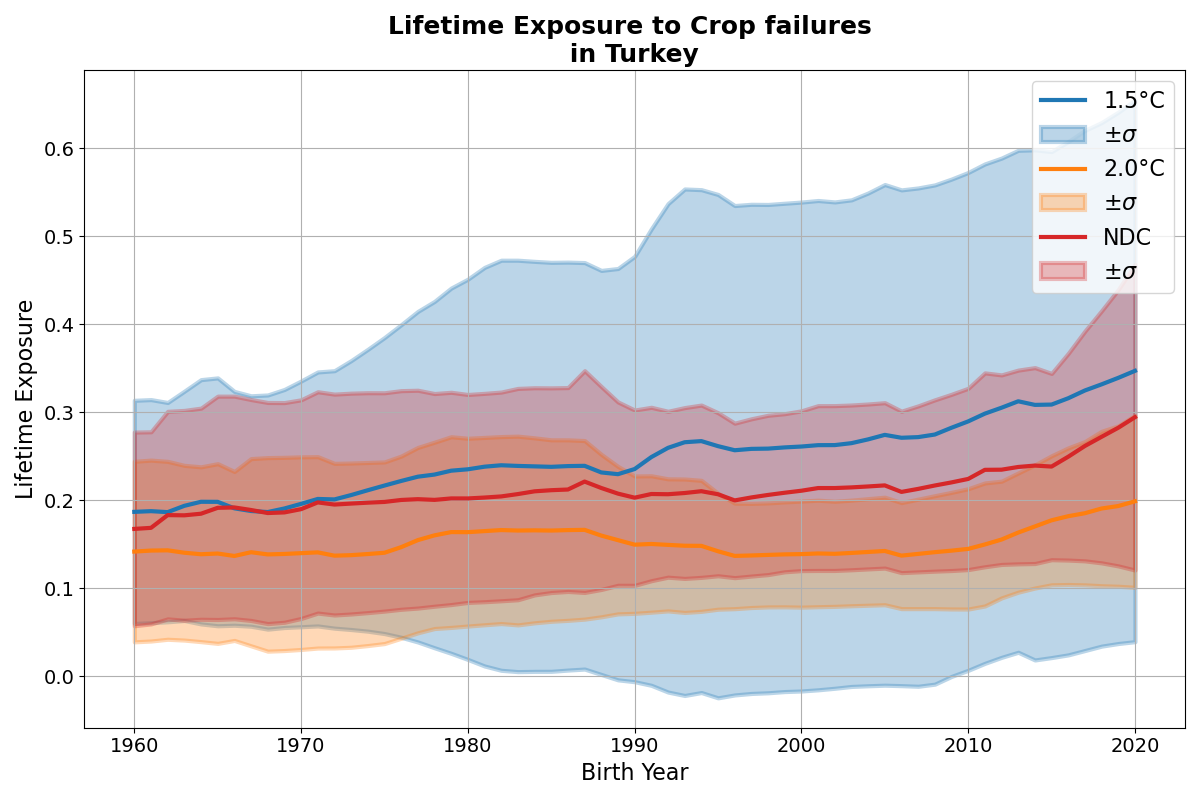 Lifetime Exposure to Crop failures
in Turkey
Lifetime Exposure
0.6
0.5
0.4
0.3
0.2
0.1
0.0
1960
1970
1980
1990
2000
2010
2020
Birth Year
1.5°C
±σ
2.0°C
±σ
NDC
±σ